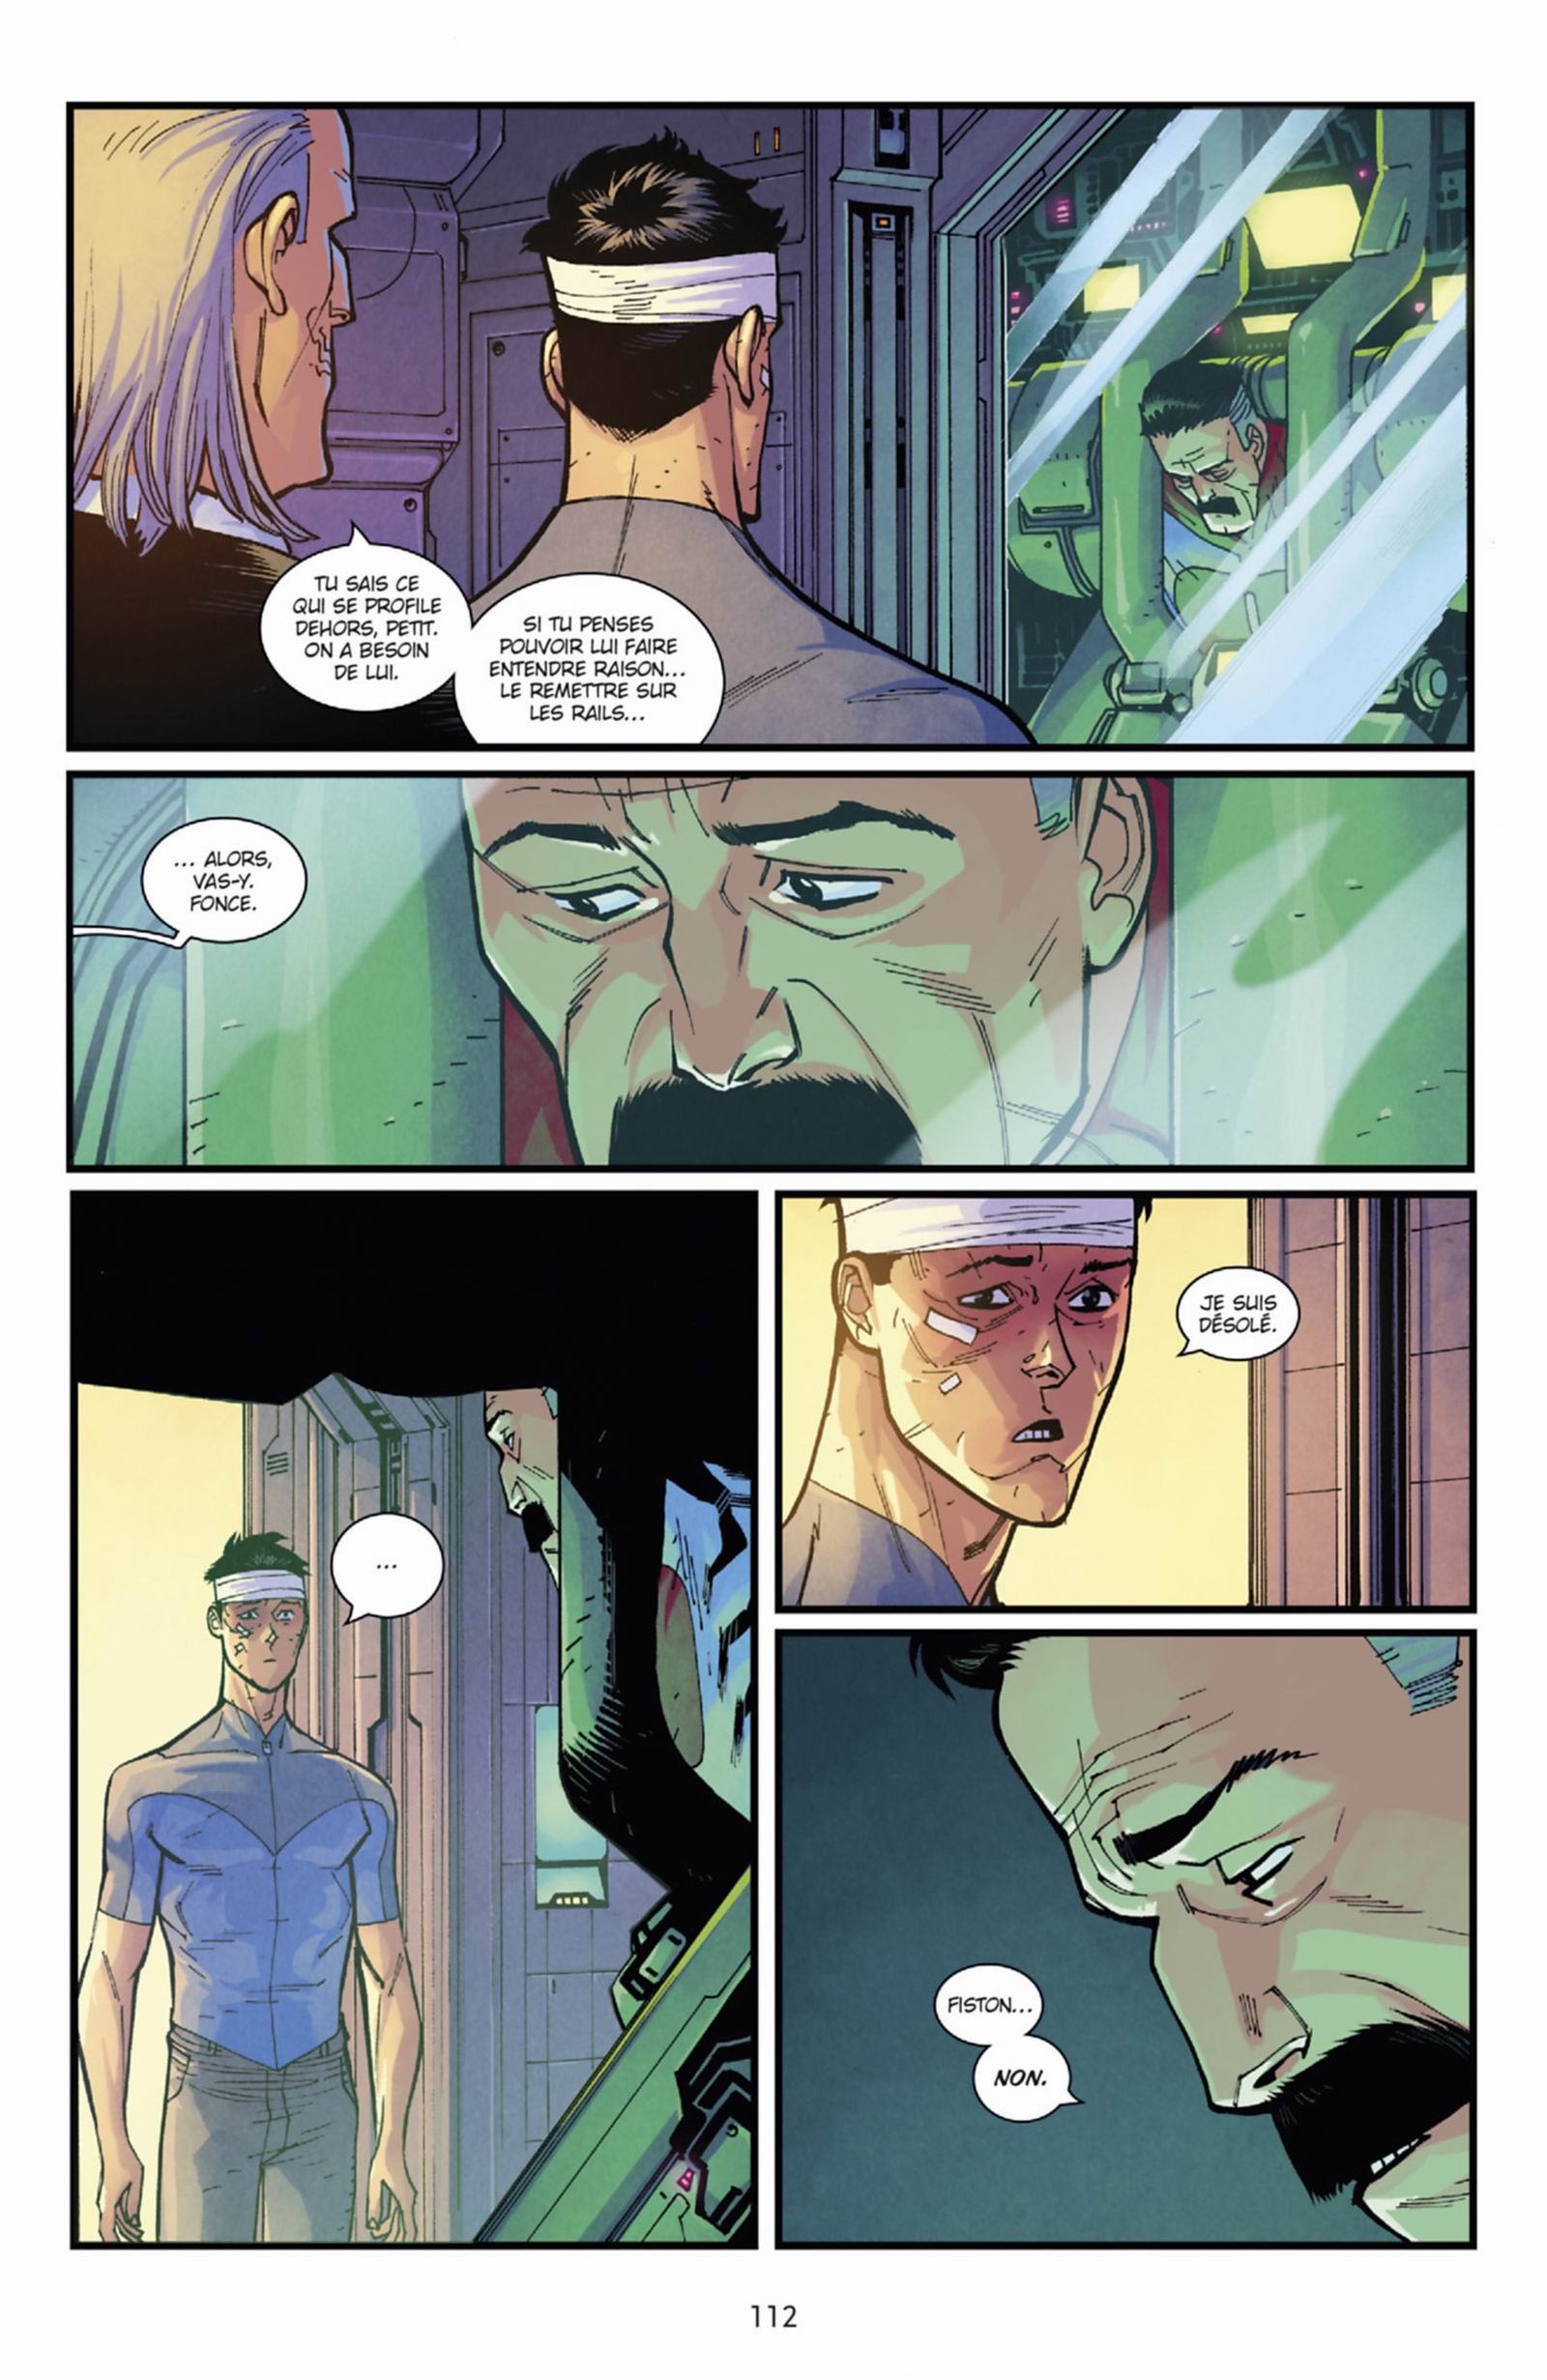 TU SAIS CE
QUI SE PROFILE
DEHORS, PETIT.
ON A BESOIN
DE LUI.
SI TU PENSES
POUVOIR LUI FAIRE
ENTENDRE RAISON...
LE REMETTRE SUR
LES RAILS...
... ALORS,
VAS-Y.
FONCE.
...
JE SUIS
DÉSOLÉ.
FISTON...
NON.
112